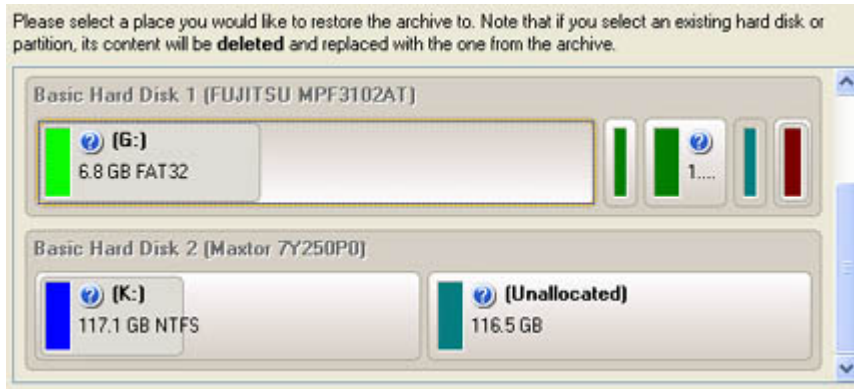 Please select a place you would like to restore the archive to. Note that if you select an existing hard disk or
partition, its content will be deleted and replaced with the one from the archive.
Basic Hard Disk 1 (FUJITSU MPF3102AT)
(G:)
6.8 GB FAT32
1....
Basic Hard Disk 2 (Maxtor 7Y250P0)
(K:)
117.1 GB NTFS
(Unallocated)
116.5 GB